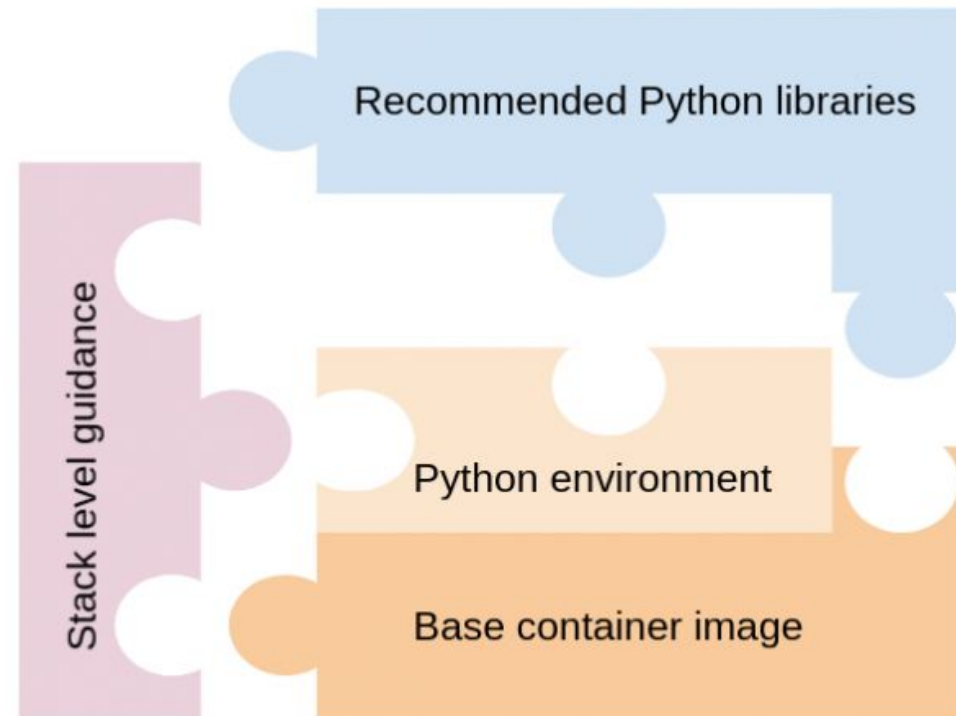 Recommended Python libraries
Stack level guidance
Python environment
Base container image